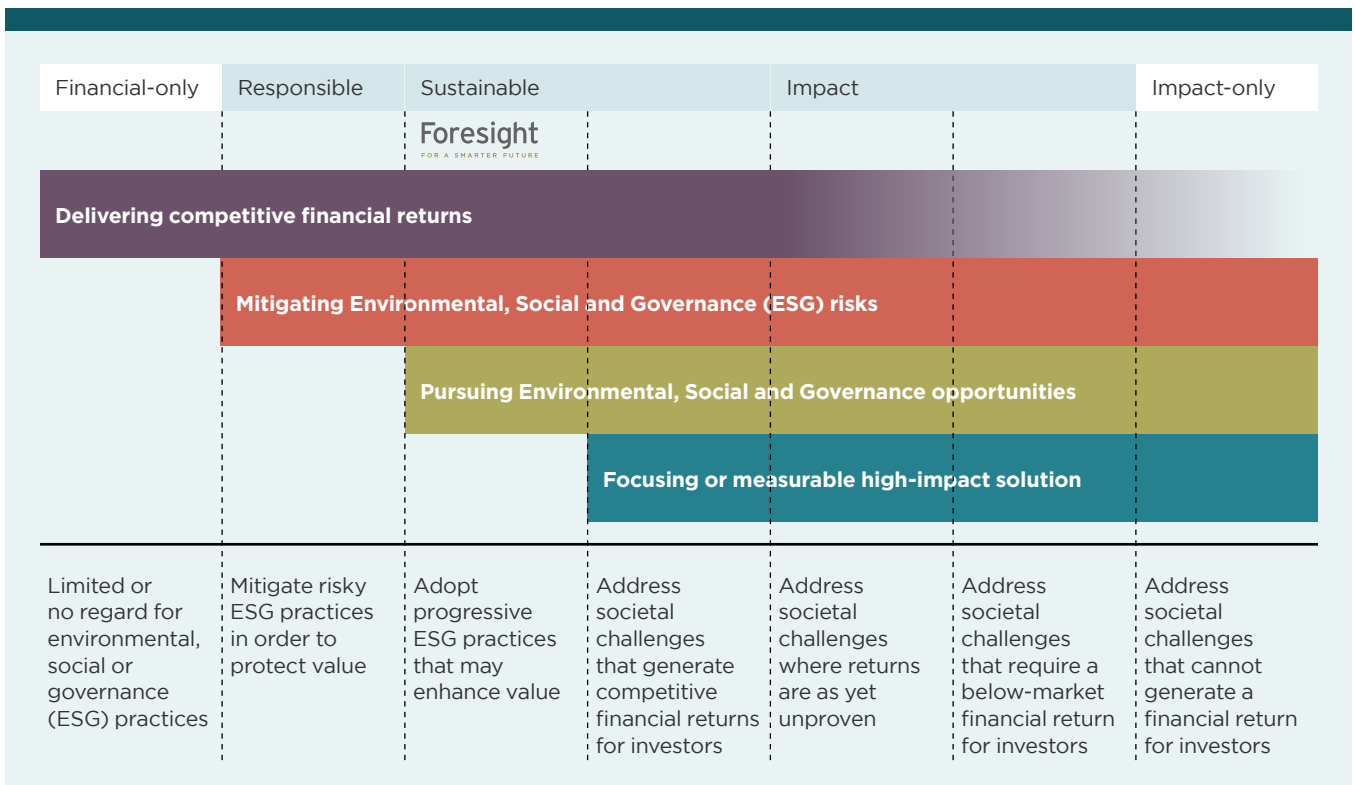 Financial-only
Responsible
Sustainable
Impact
Impact-only
Foresight
FOR A SMARTER FUTURE
Delivering competitive financial returns
Mitigating Environmental, Social and Governance (ESG) risks
Pursuing Environmental, Social and Governance opportunities
Focusing or measurable high-impact solution
Limited or
no regard for
environmental,
social or
governance
(ESG) practices
Mitigate risky
ESG practices
in order to
protect value
Adopt
progressive
ESG practices
that may
enhance value
Address
societal
challenges
that generate
competitive
financial returns
for investors
Address
societal
challenges
where returns
are as yet
unproven
Address
societal
challenges
that require a
below-market
financial return
for investors
Address
societal
challenges
that cannot
generate a
financial return
for investors